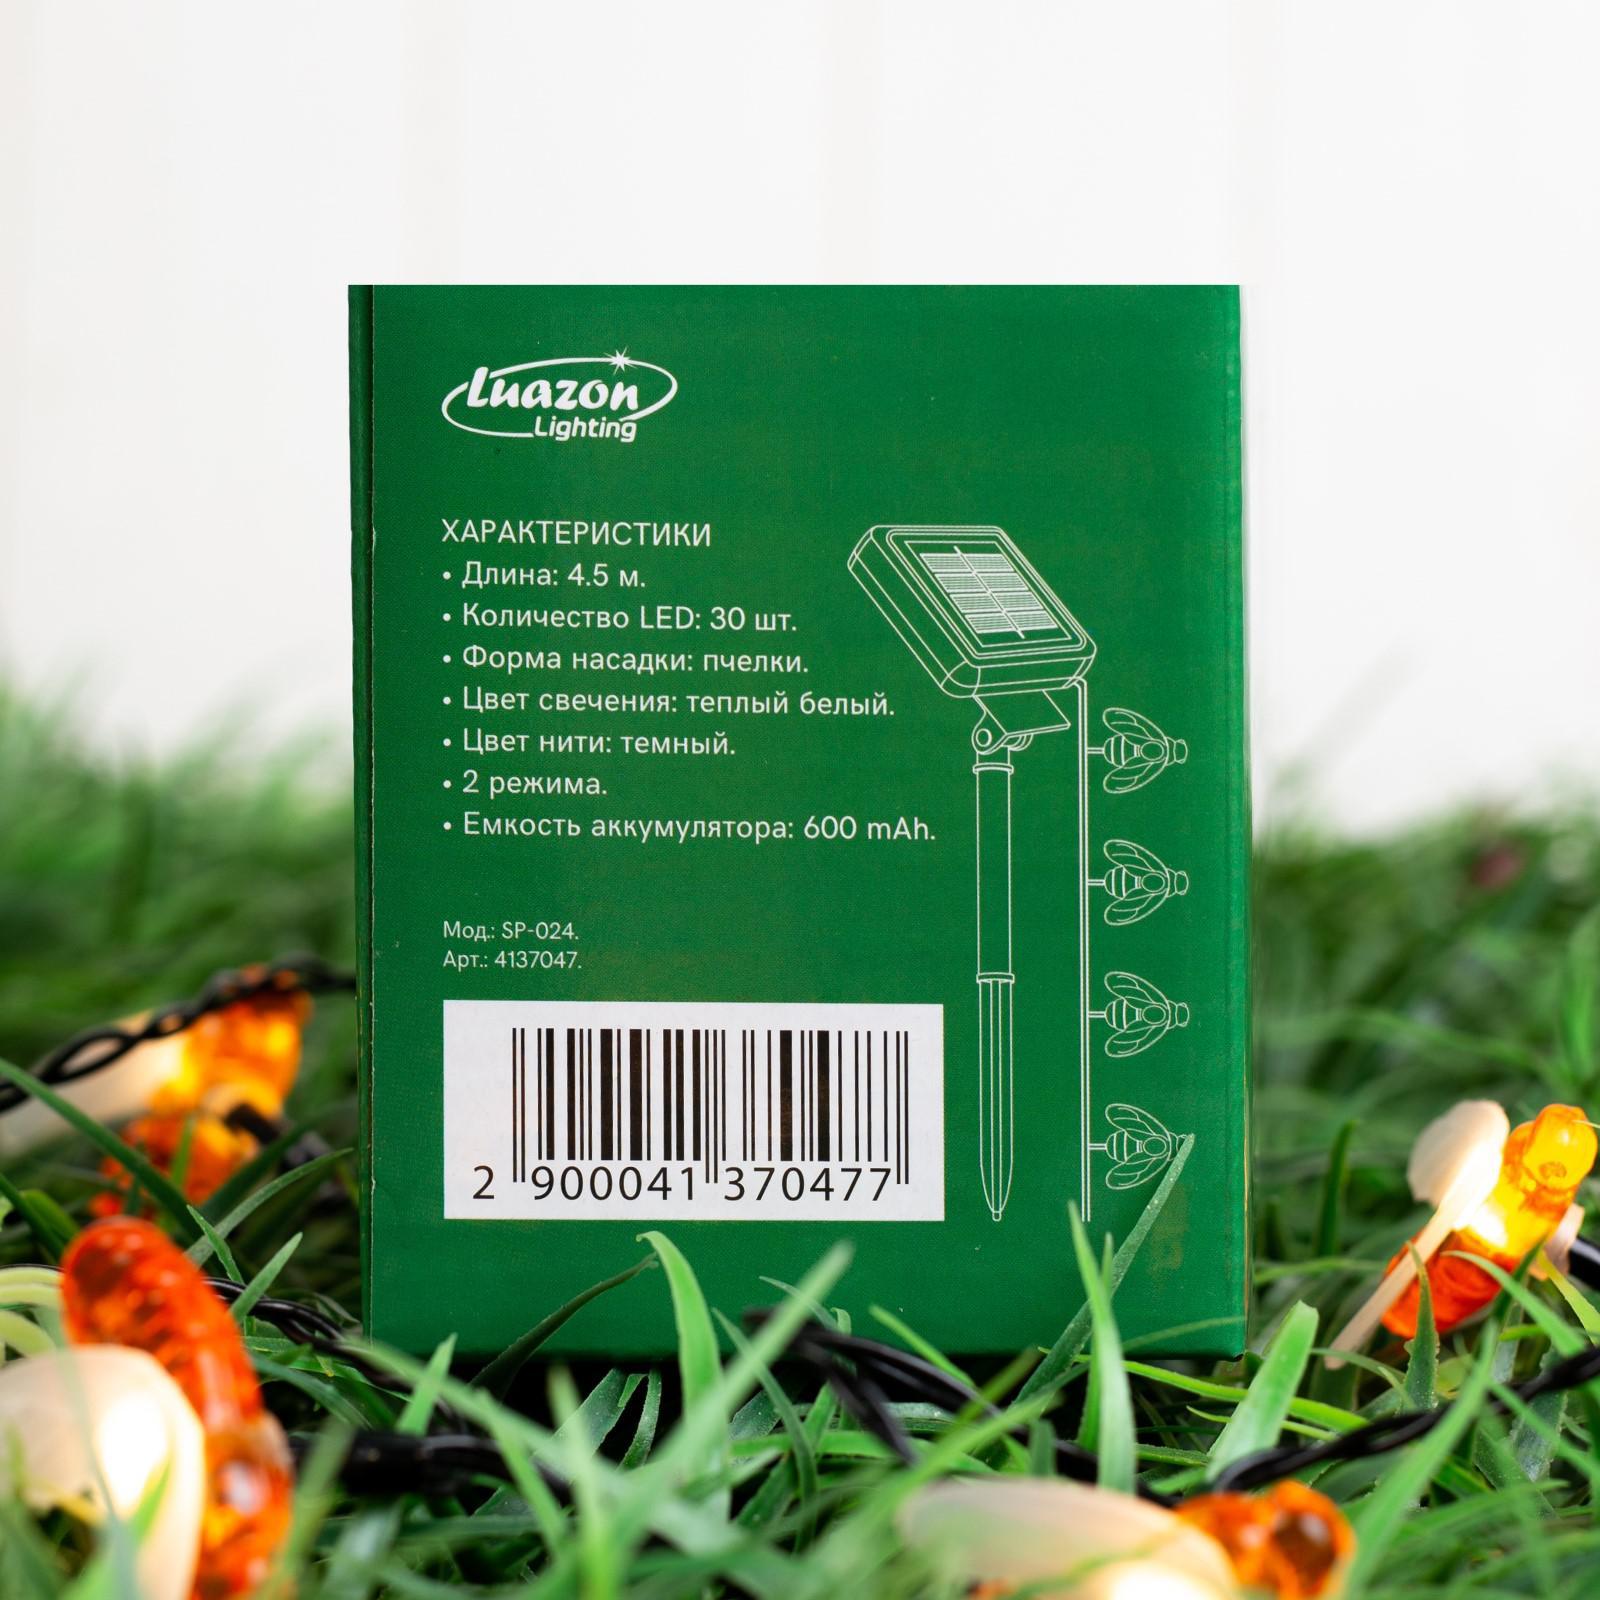 Luazon
Lighting
ХАРАКТЕРИСТИКИ
• Длина: 4.5 м.
• Количество LED: 30 шт.
• Форма насадки: пчелки.
• Цвет свечения: теплый белый.
• Цвет нити: темный.
• 2 режима.
• Емкость аккумулятора: 600 mAh.
Мод.: SP-024.
Арт.: 4137047.
2 900041 370477